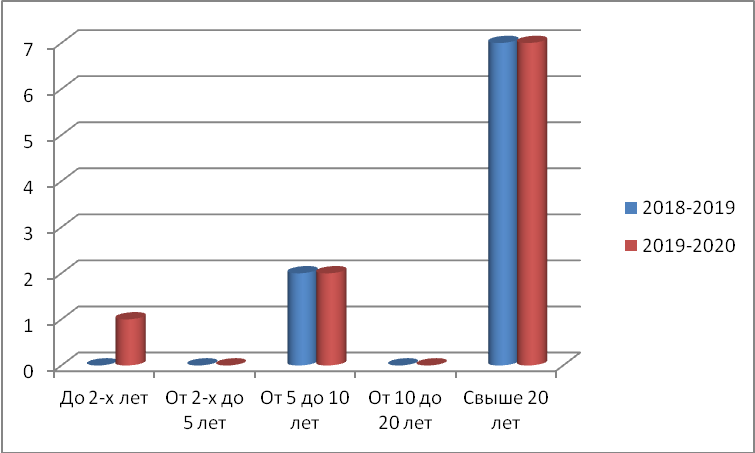 7
6
5
4
3
2
1
0
До 2-х лет
От 2-х до
5 лет
От 5 до 10
лет
От 10 до
20 лет
Свыше 20
лет
2018-2019
2019-2020